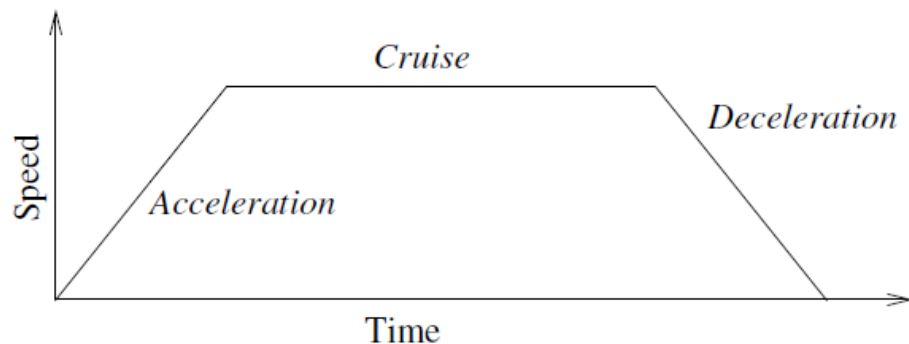 Cruise
Deceleration
Speed
Acceleration
Time